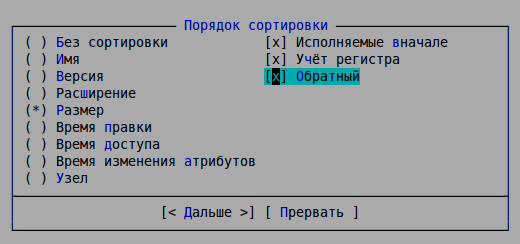 Порядок сортировки
( ) Без сортировки [x] Исполняемые вначале
( ) Имя [x] Учёт регистра
( ) Версия [x] Обратный
( ) Расширение
(*) Размер
( ) Время правки
( ) Время доступа
( ) Время изменения атрибутов
( ) Узел
[< Дальше >] [ Прервать ]